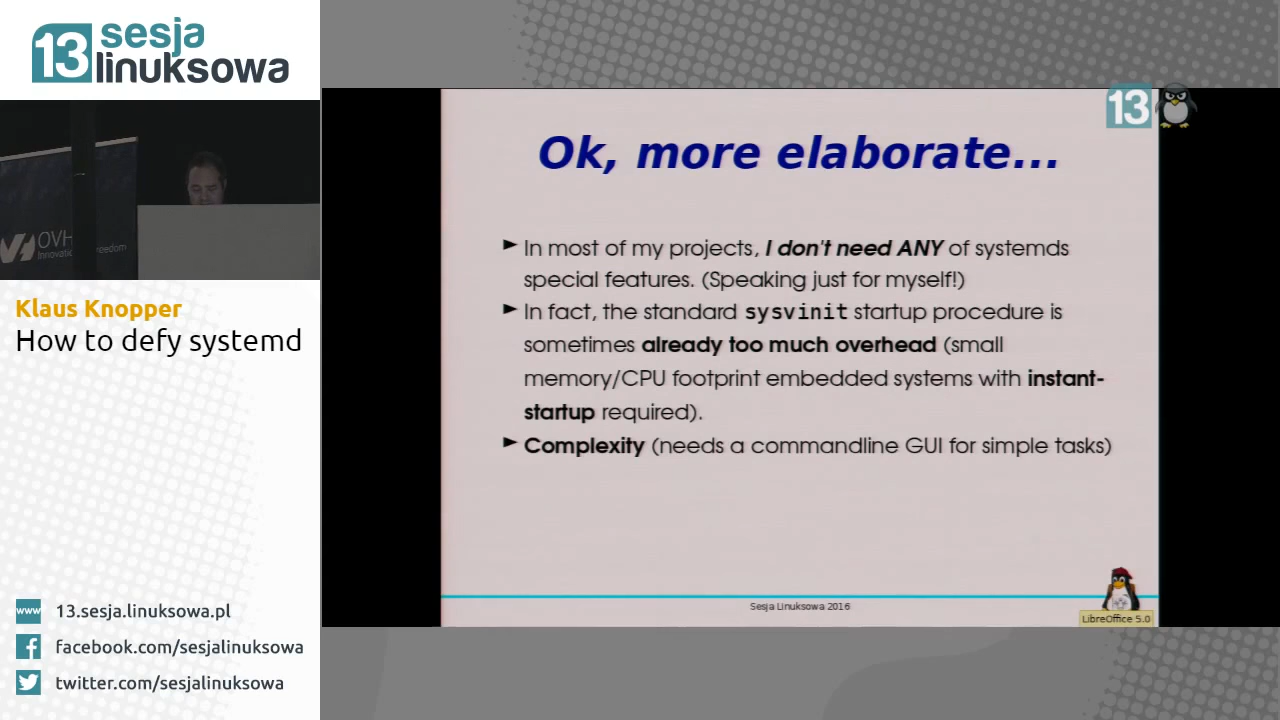 13 sesja
linuksowa
OVH
Innovatio
freedom
Klaus Knopper
How to defy systemd
www 13.sesja.linuksowa.pl
facebook.com/sesjalinuksowa
twitter.com/sesjalinuksowa
13
Ok, more elaborate...
► In most of my projects, I don't need ANY of systemds
special features. (Speaking just for myself!)
► In fact, the standard sysvinit startup procedure is
sometimes already too much overhead (small
memory/CPU footprint embedded systems with instant-
startup required).
► Complexity (needs a commandline GUI for simple tasks)
Sesja Linuksowa 2016
LibreOffice 5.0